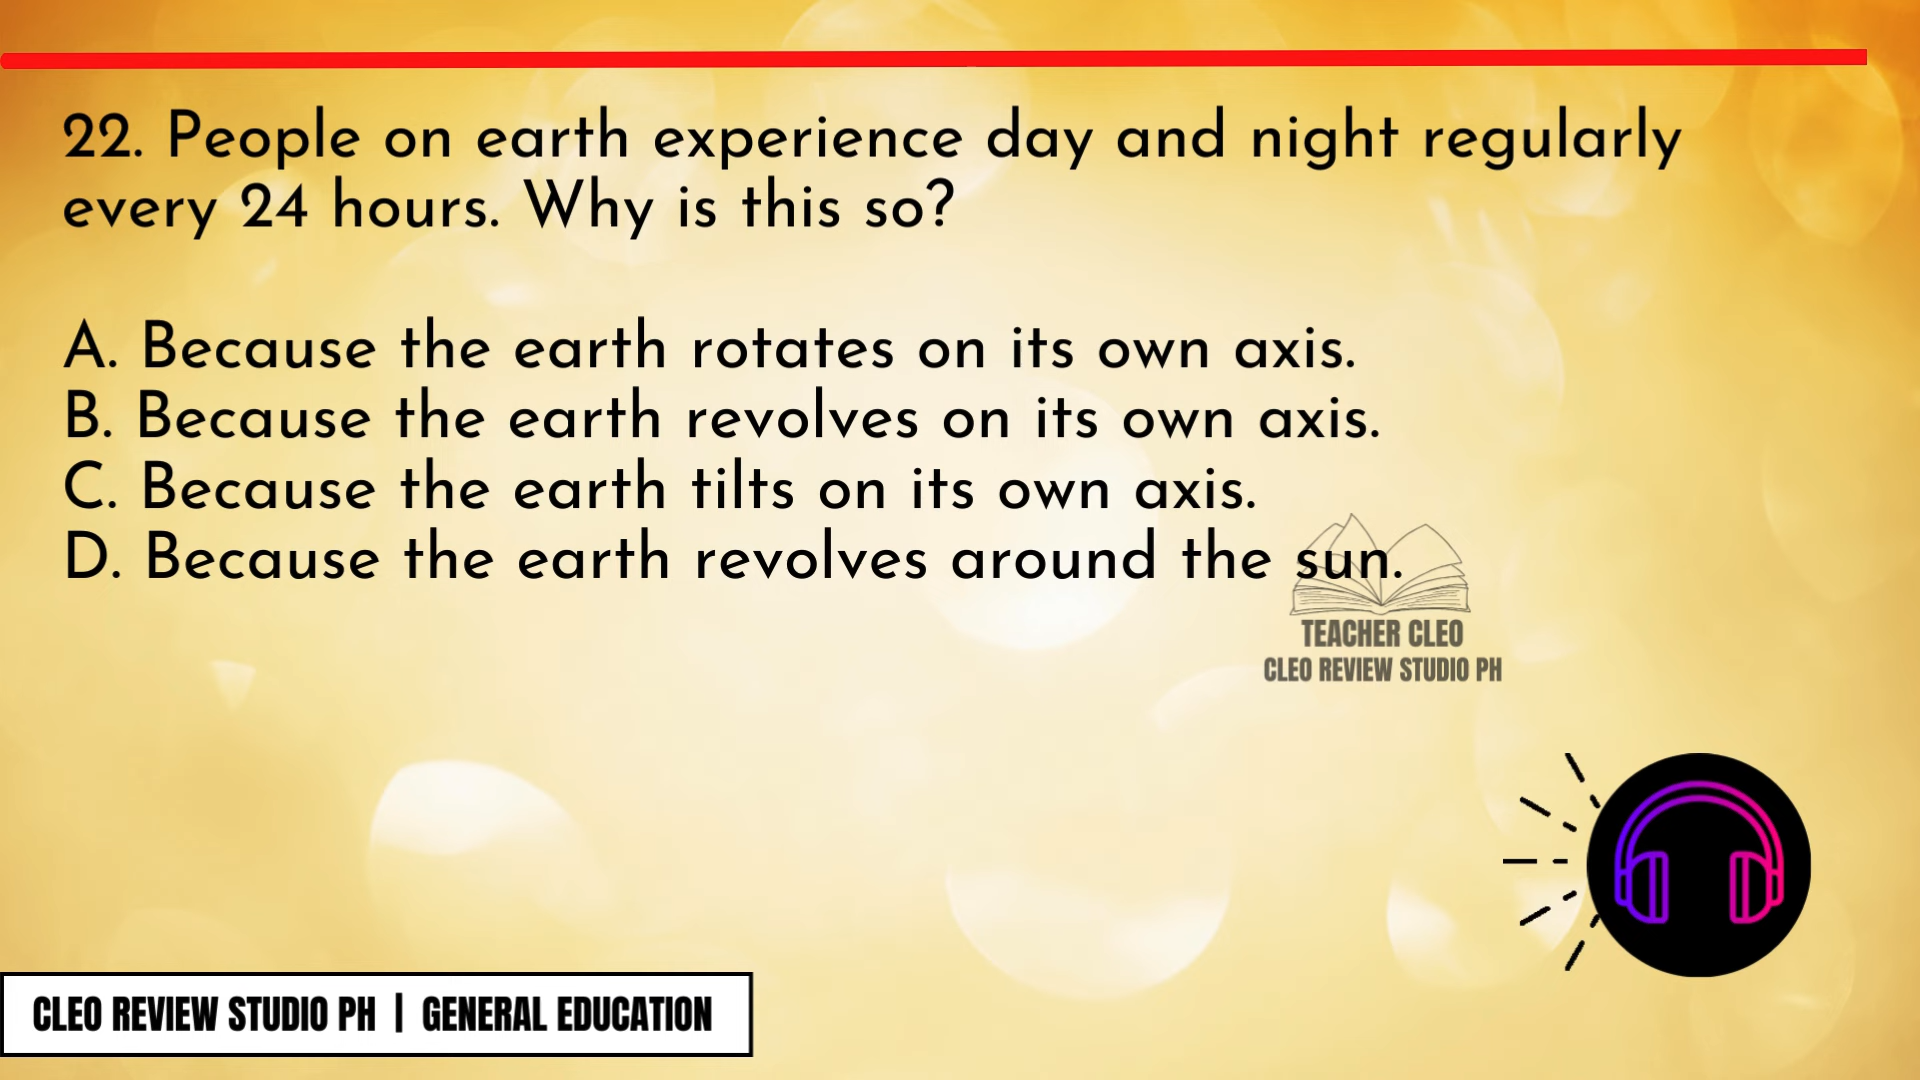 22. People on earth experience day and night regularly
every 24 hours. Why is this so?
A. Because the earth rotates on its own axis.
B. Because the earth revolves on its own axis.
C. Because the earth tilts on its own axis.
D. Because the earth revolves around the sun.
TEACHER CLEO
CLEO REVIEW STUDIO PH
CLEO REVIEW STUDIO PH | GENERAL EDUCATION